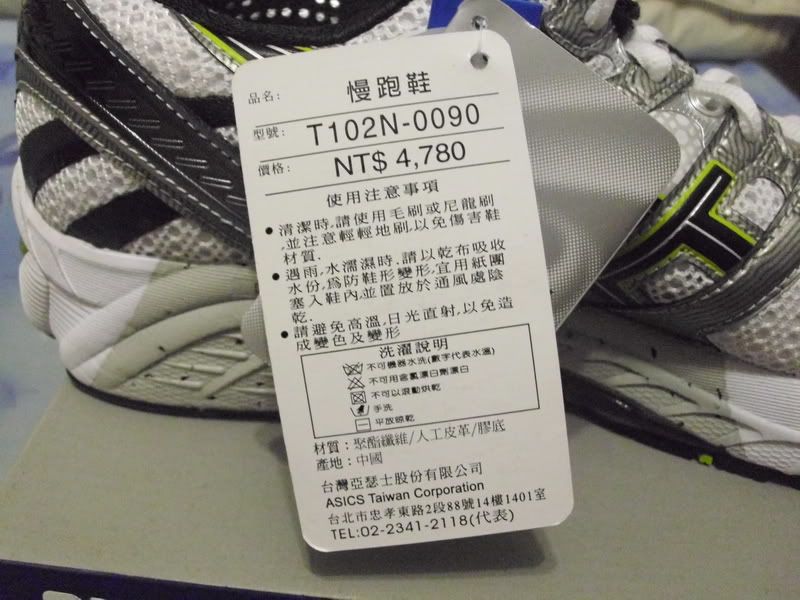 品名: 慢跑鞋
型號: T102N-0090
價格: NT$ 4,780
使用注意事項
● 清潔時,請使用毛刷或尼龍刷
,並注意輕輕地刷,以免傷害鞋
材質.
● 遇雨,水濡濕時.請以乾布吸收
水份,為防鞋形變形,宜用紙團
塞入鞋內,並置放於通風處陰
乾.
● 請避免高溫,日光直射,以免造
成變色及變形
洗濯說明
不可機器水洗(數字代表水溫)
不可用含氯漂白劑漂白
不可以滾動烘乾
手洗
平放晾乾
材質：聚酯纖維/人工皮革/膠底
產地：中國
台灣亞瑟士股份有限公司
ASICS Taiwan Corporation
台北市忠孝東路2段88號14樓1401室
TEL:02-2341-2118(代表)